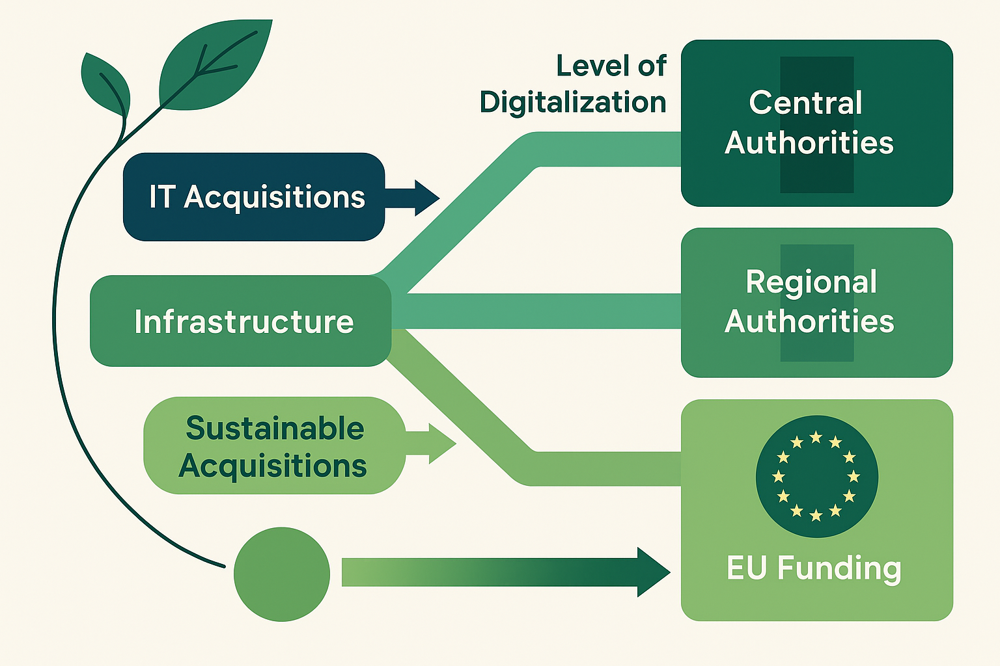 Level of
Digitalization
IT Acquisitions
Infrastructure
Sustainable
Acquisitions
Central
Authorities
Regional
Authorities
EU Funding